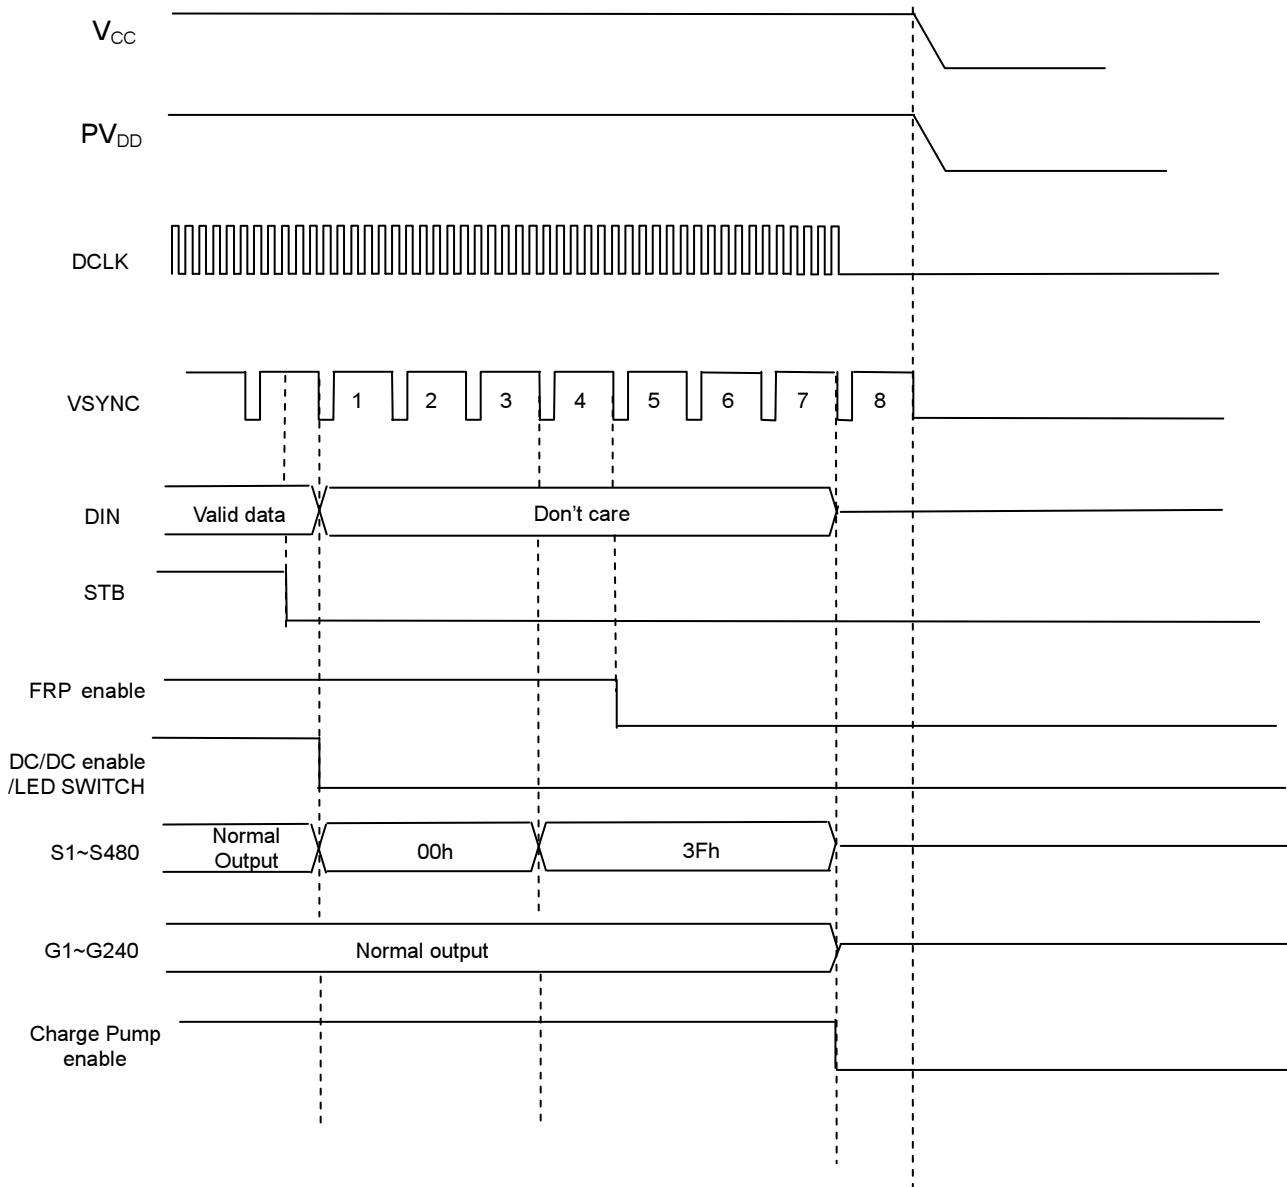 VCC
PVDD
DCLK
VSYNC
1 2 3 4 5 6 7 8
DIN
Valid data
Don't care
STB
FRP enable
DC/DC enable
/LED SWITCH
S1~S480
Normal
Output
00h
3Fh
G1~G240
Normal output
Charge Pump
enable